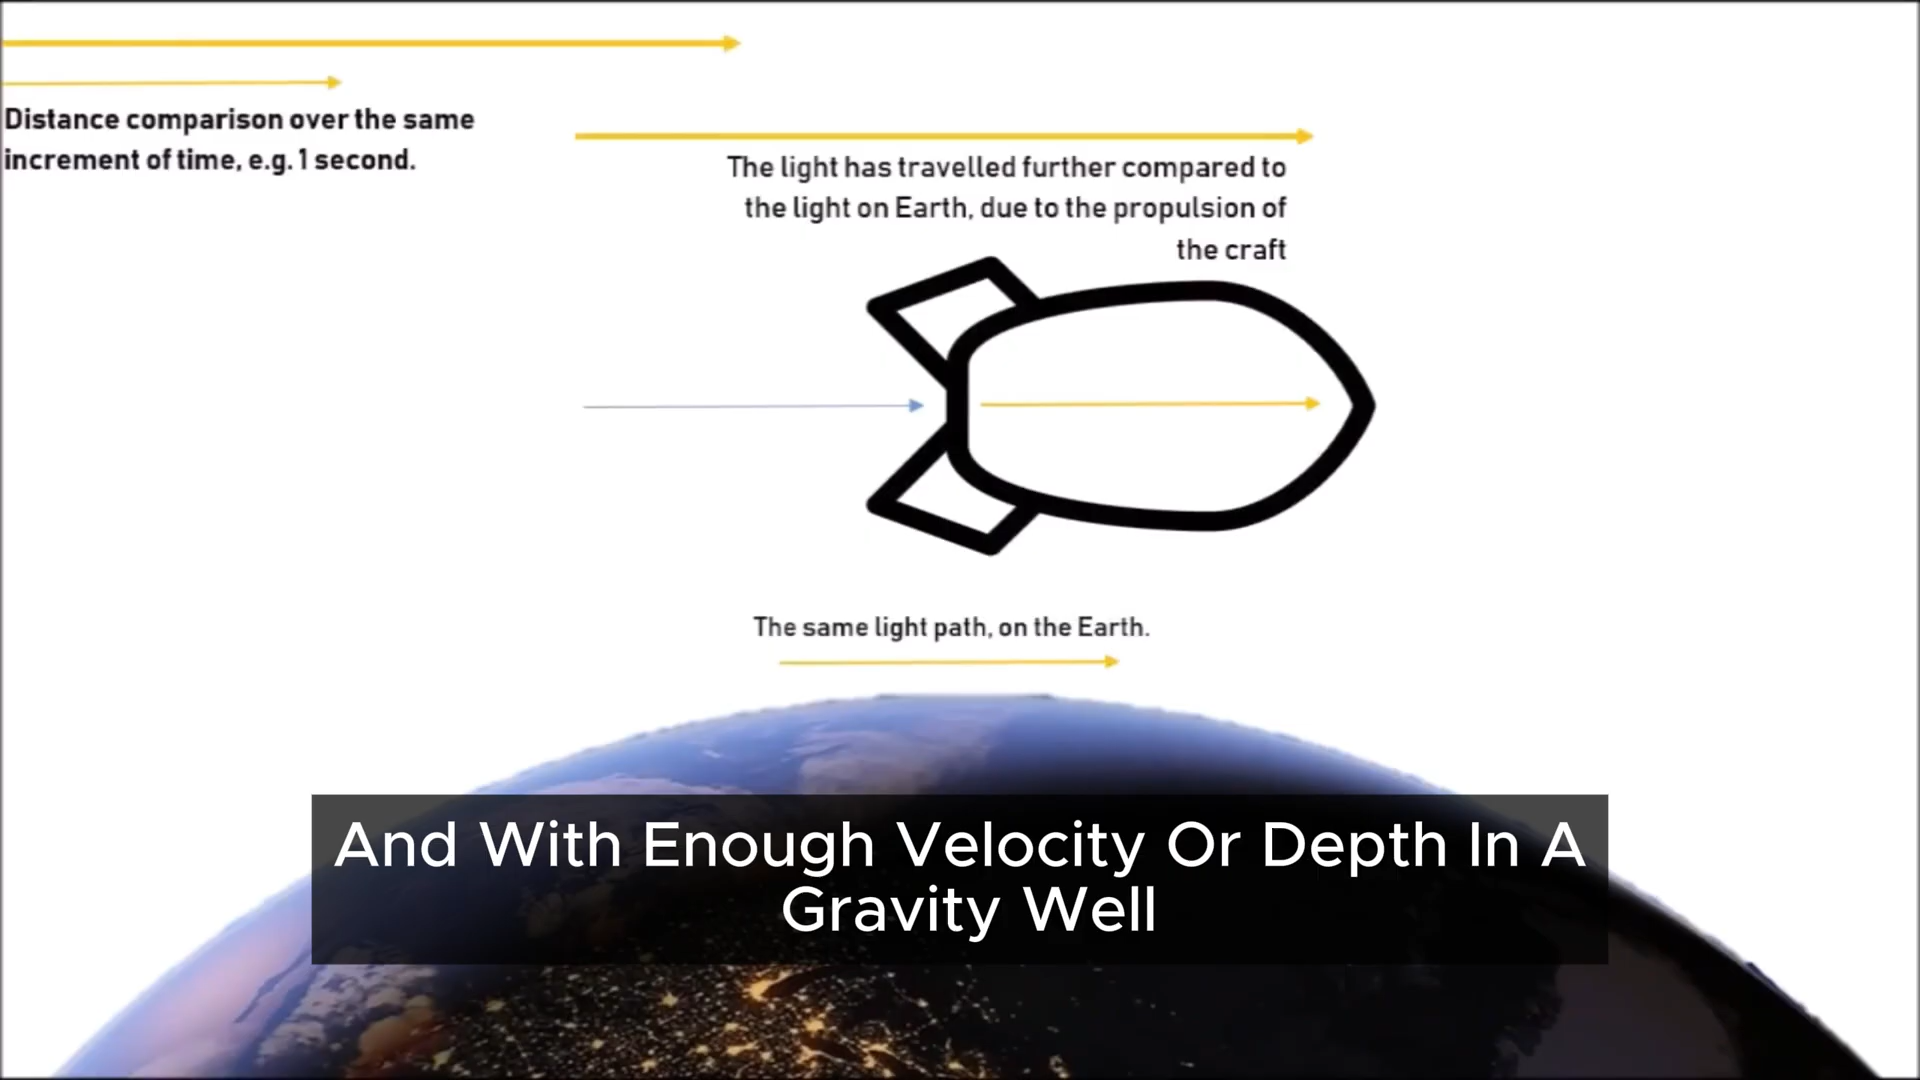 Distance comparison over the same
increment of time, e.g. 1 second.
The light has travelled further compared to
the light on Earth, due to the propulsion of
the craft
The same light path, on the Earth.
And With Enough Velocity Or Depth In A
Gravity Well